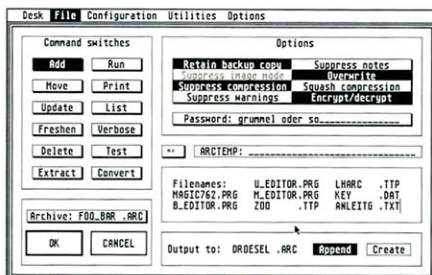 Desk File Configuration Utilities Options
Command switches
Add Run
Move Print
Update List
Freshen Verbose
Delete Test
Extract Convert
Archive: FOO_BAR .ARC
OK CANCEL
Options
Retain backup copy Suppress notes
Suppress image mode Overwrite
Suppress compression Squash compression
Suppress warnings Encrypt/decrypt
Password: grummel oder so
ARCTEMP:
Filenames: U_EDITOR.PRG LHARC .TTP
MAGIC762.PRG M_EDITOR.PRG KEY .DAT
B_EDITOR.PRG ZOO .TTP ANLEITG .TXT
Output to: DROESEL .ARC Append Create